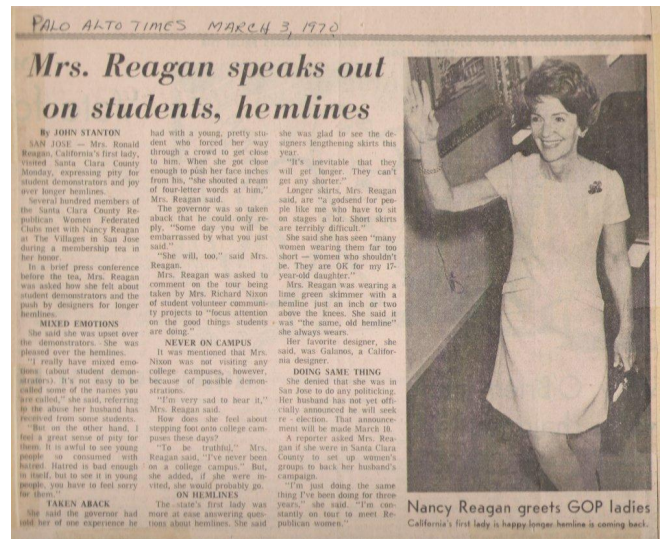 PALO ALTO TIMES MARCH 3, 1970
Mrs. Reagan speaks out
on students, hemlines
By JOHN STANTON
SAN JOSE — Mrs. Ronald
Reagan, California's first lady,
visited Santa Clara County
Monday, expressing pity for
student demonstrators and joy
over longer hemlines.
Several hundred members of
the Santa Clara County Re-
publican Women Federated
Clubs met with Nancy Reagan
at The Villages in San Jose
during a membership tea in
her honor.
In a brief press conference
before the tea, Mrs. Reagan
was asked how she felt about
student demonstrators and the
push by designers for longer
hemlines.
MIXED EMOTIONS
She said she was upset over
the demonstrators. She was
pleased over the hemlines.
"I really have mixed emo-
tions (about student demon-
strators). It's not easy to be
called some of the names you
are called," she said, referring
to the abuse her husband has
received from some students.
"But on the other hand, I
feel a great sense of pity for
them. It is awful to see young
people so consumed with
hatred. Hatred is bad enough
in itself, but to see it in young
people, you have to feel sorry
for them."
TAKEN ABACK
She said the governor had
told her of one experience he
had with a young, pretty stu-
dent who forced her way
through a crowd to get close
to him. When she got close
enough to push her face inches
from his, "she shouted a ream
of four-letter words at him,"
Mrs. Reagan said.
The governor was so taken
aback that he could only re-
ply, "Some day you will be
embarrassed by what you just
said."
"She will, too," said Mrs.
Reagan.
Mrs. Reagan was asked to
comment on the tour being
taken by Mrs. Richard Nixon
of student volunteer communi-
ty projects to "focus attention
on the good things students
are doing."
NEVER ON CAMPUS
It was mentioned that Mrs.
Nixon was not visiting any
college campuses, however,
because of possible demon-
strations.
"I'm very sad to hear it,"
Mrs. Reagan said.
How does she feel about
stepping foot onto college cam-
puses these days?
"To be truthful," Mrs.
Reagan said, "I've never been
on a college campus." But,
she added, if she were in-
vited, she would probably go.
ON HEMLINES
The state's first lady was
more at ease answering ques-
tions about hemlines. She said
she was glad to see the de-
signers lengthening skirts this
year.
"It's inevitable that they
will get longer. They can't
get any shorter."
Longer skirts, Mrs. Reagan
said, are "a godsend for peo-
ple like me who have to sit
on stages a lot. Short skirts
are terribly difficult."
She said she has seen "many
women wearing them far too
short — women who shouldn't
be. They are OK for my 17-
year-old daughter."
Mrs. Reagan was wearing a
lime green skimmer with a
hemline just an inch or two
above the knees. She said it
was "the same, old hemline"
she always wears.
Her favorite designer, she
said, was Galanos, a Califor-
nia designer.
DOING SAME THING
She denied that she was in
San Jose to do any politicking.
Her husband has not yet of-
ficially announced he will seek
re-election. That announce-
ment will be made March 10.
A reporter asked Mrs. Rea-
gan if she were in Santa Clara
County to set up women's
groups to back her husband's
campaign.
"I'm just doing the same
thing I've been doing for three
years," she said. "I'm con-
stantly on tour to meet Re-
publican women."
Nancy Reagan greets GOP ladies
California's first lady is happy longer hemline is coming back.